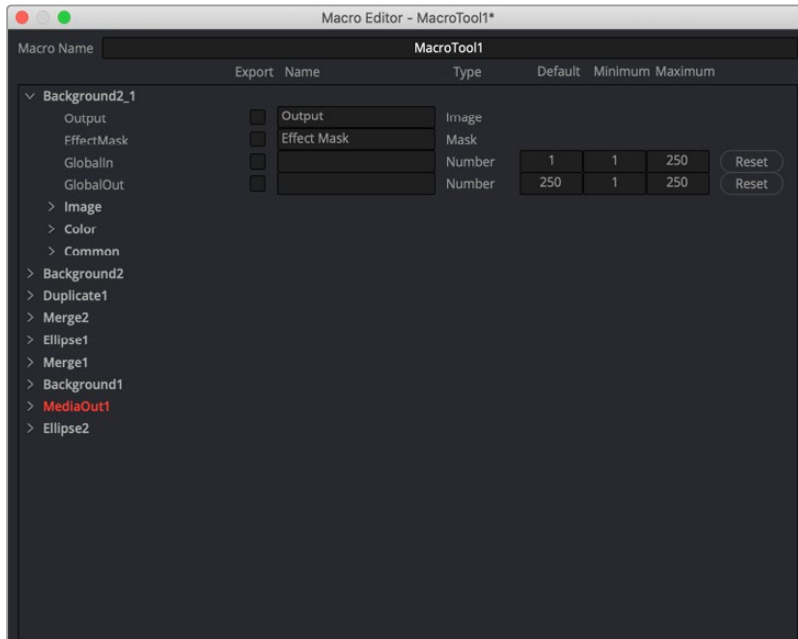 Macro Editor - MacroTool1*
Macro Name MacroTool1
Export Name Type Default Minimum Maximum
Background2_1
Output Output Image
EffectMask Effect Mask Mask
GlobalIn Number 1 1 250 Reset
GlobalOut Number 250 1 250 Reset
Image
Color
Common
Background2
Duplicate1
Merge2
Ellipse1
Merge1
Background1
MediaOut1
Ellipse2